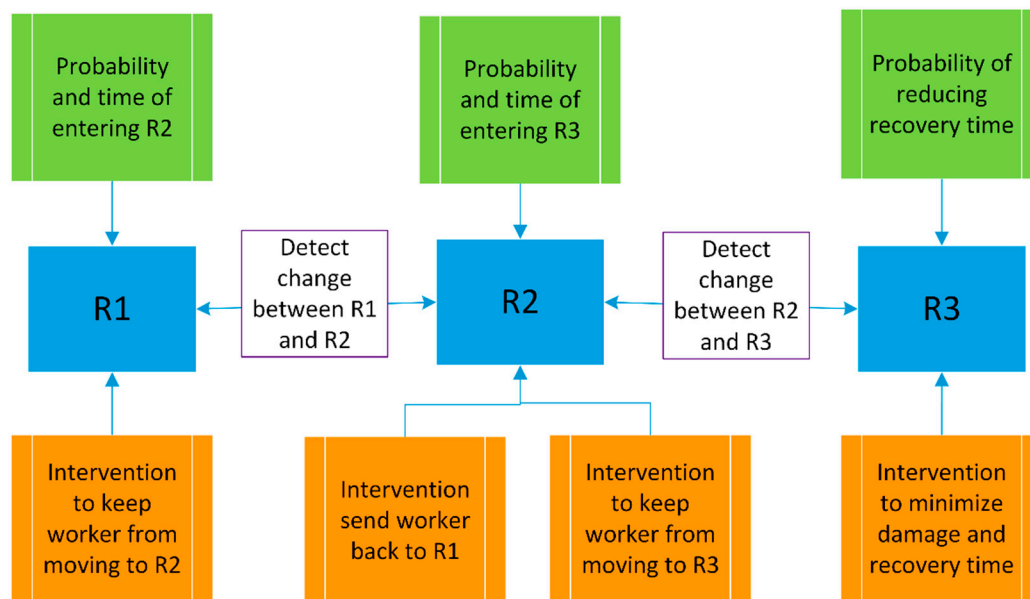 Probability
and time of
entering R2
Probability
and time of
entering R3
Probability of
reducing
recovery time
R1
Detect
change
between R1
and R2
R2
Detect
change
between R2
and R3
R3
Intervention
to keep
worker from
moving to R2
Intervention
send worker
back to R1
Intervention
to keep
worker from
moving to R3
Intervention
to minimize
damage and
recovery time